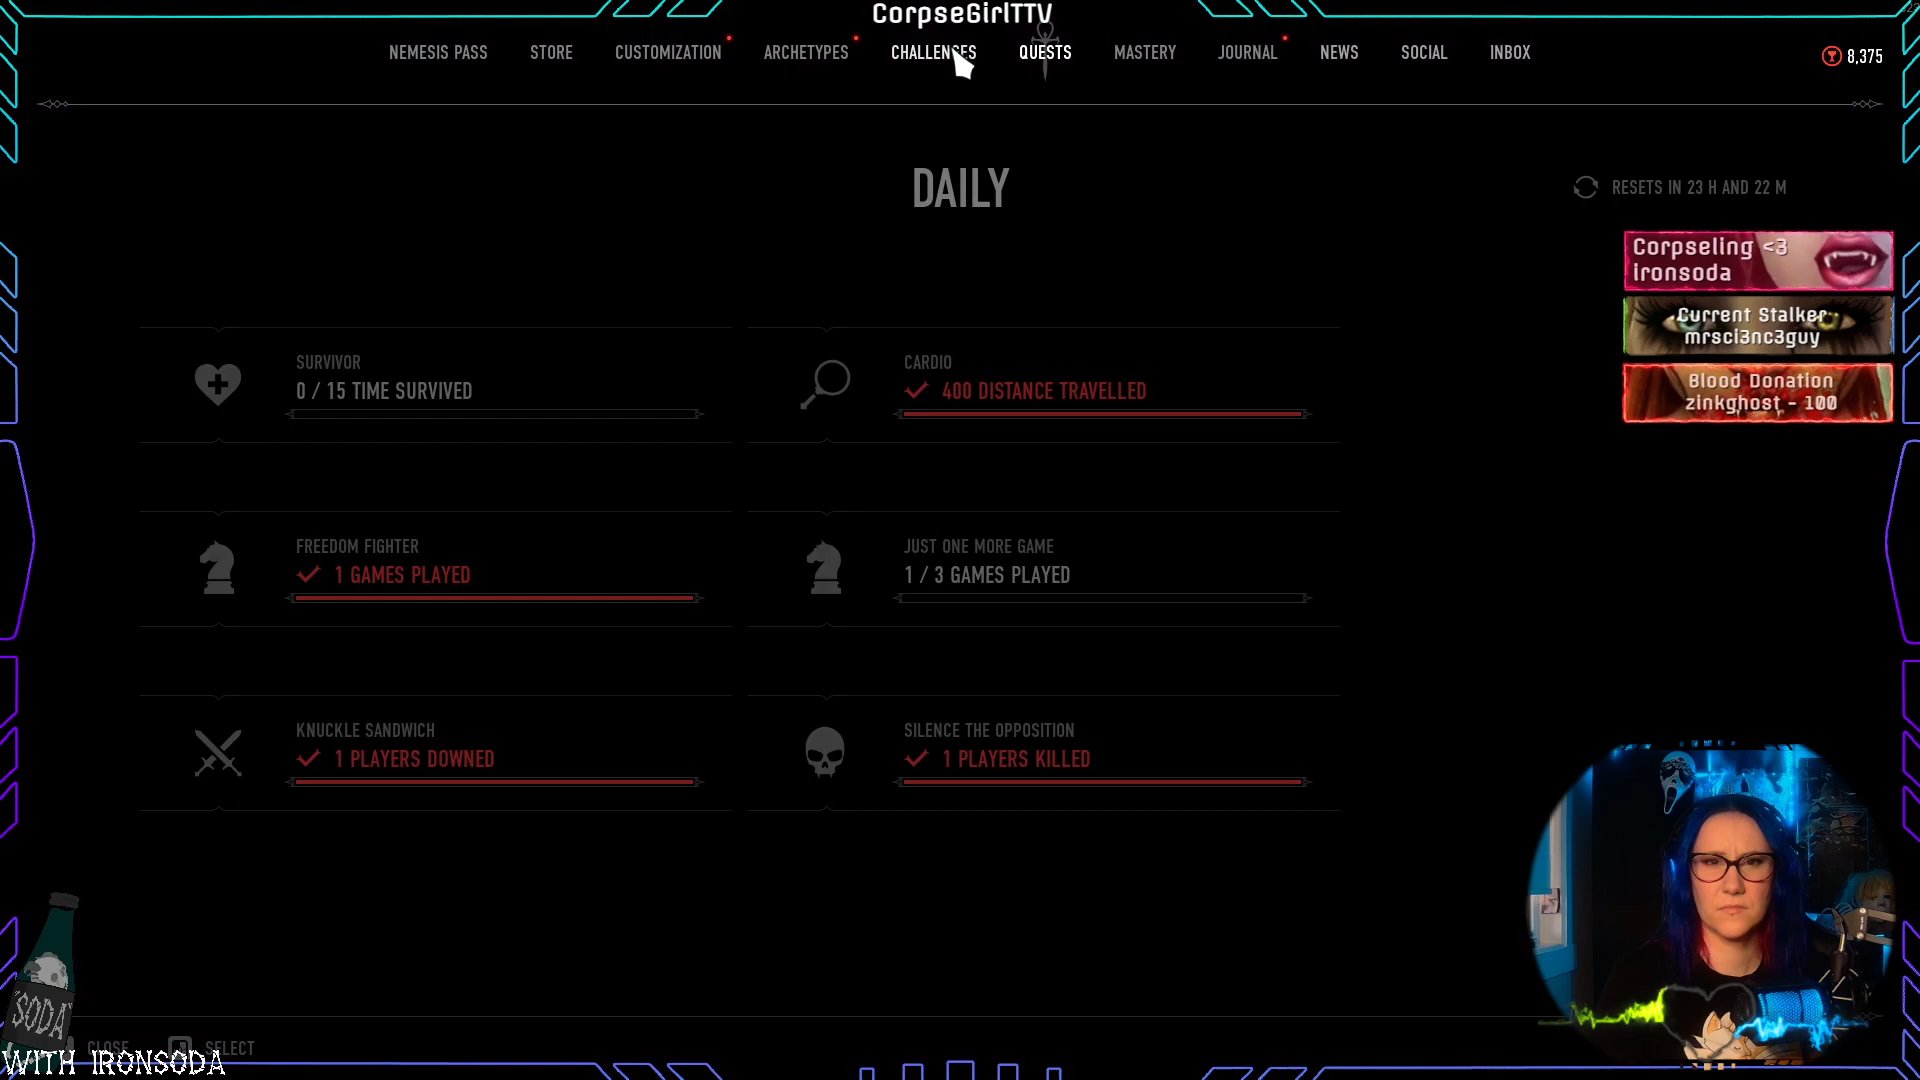 CorpseGirlTTV
NEMESIS PASS
STORE
CUSTOMIZATION
ARCHETYPES
CHALLENGES
QUESTS
MASTERY
JOURNAL
NEWS
SOCIAL
INBOX
8,375
DAILY
RESETS IN 23 H AND 22 M
Corpseling <3
ironsoda
Current Stalker
mrsci3nc3guy
Blood Donation
zinkghost - 100
SURVIVOR
0 / 15 TIME SURVIVED
CARDIO
400 DISTANCE TRAVELLED
FREEDOM FIGHTER
1 GAMES PLAYED
JUST ONE MORE GAME
1 / 3 GAMES PLAYED
KNUCKLE SANDWICH
1 PLAYERS DOWNED
SILENCE THE OPPOSITION
1 PLAYERS KILLED
SODA
CLOSE
SELECT
WITH IRONSODA